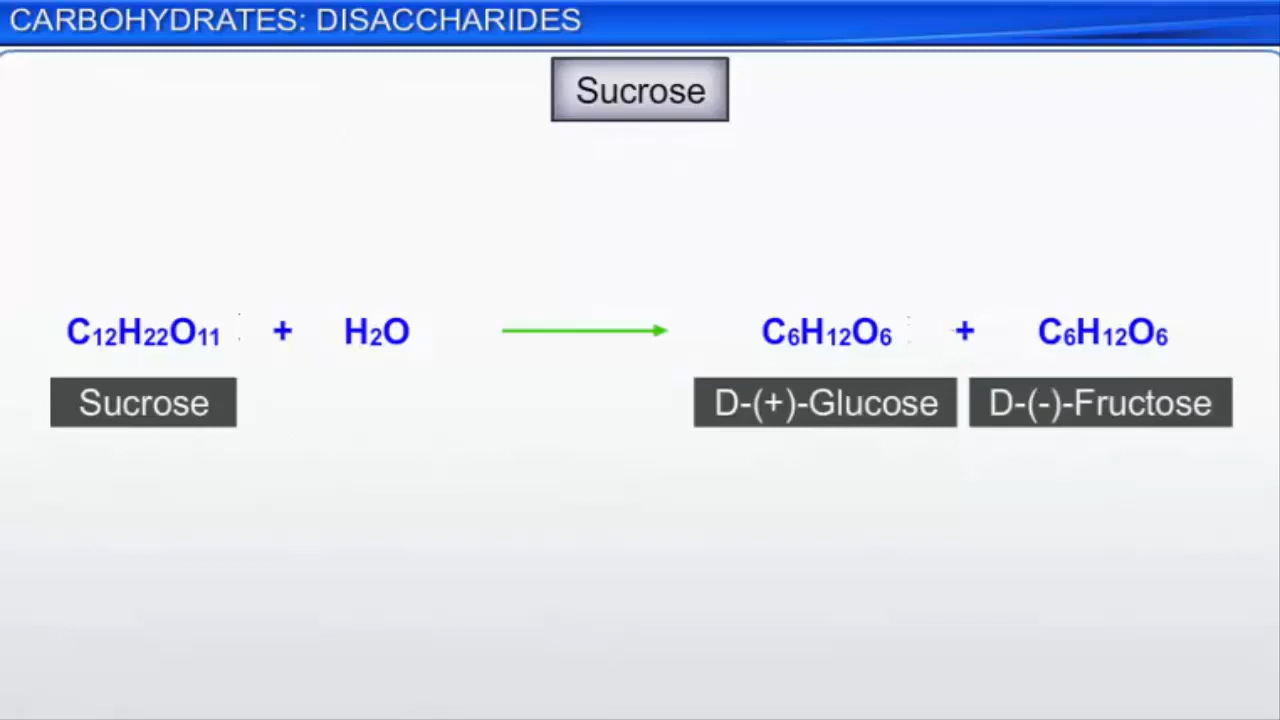 CARBOHYDRATES: DISACCHARIDES
Sucrose
C₁₂H₂₂O₁₁ + H₂O C₆H₁₂O₆ + C₆H₁₂O₆
Sucrose D-(+)-Glucose D-(-)-Fructose